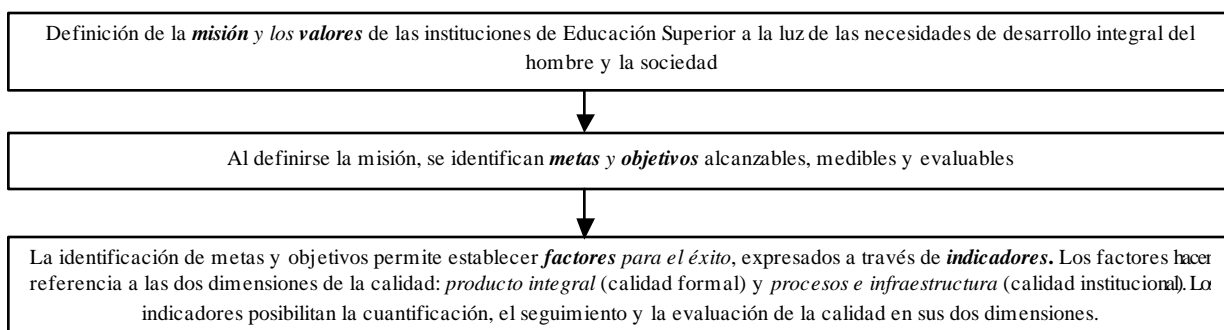 Definición de la misión y los valores de las instituciones de Educación Superior a la luz de las necesidades de desarrollo integral del
hombre y la sociedad
Al definirse la misión, se identifican metas y objetivos alcanzables, medibles y evaluables
La identificación de metas y objetivos permite establecer factores para el éxito, expresados a través de indicadores. Los factores hacen
referencia a las dos dimensiones de la calidad: producto integral (calidad formal) y procesos e infraestructura (calidad institucional). Los
indicadores posibilitan la cuantificación, el seguimiento y la evaluación de la calidad en sus dos dimensiones.